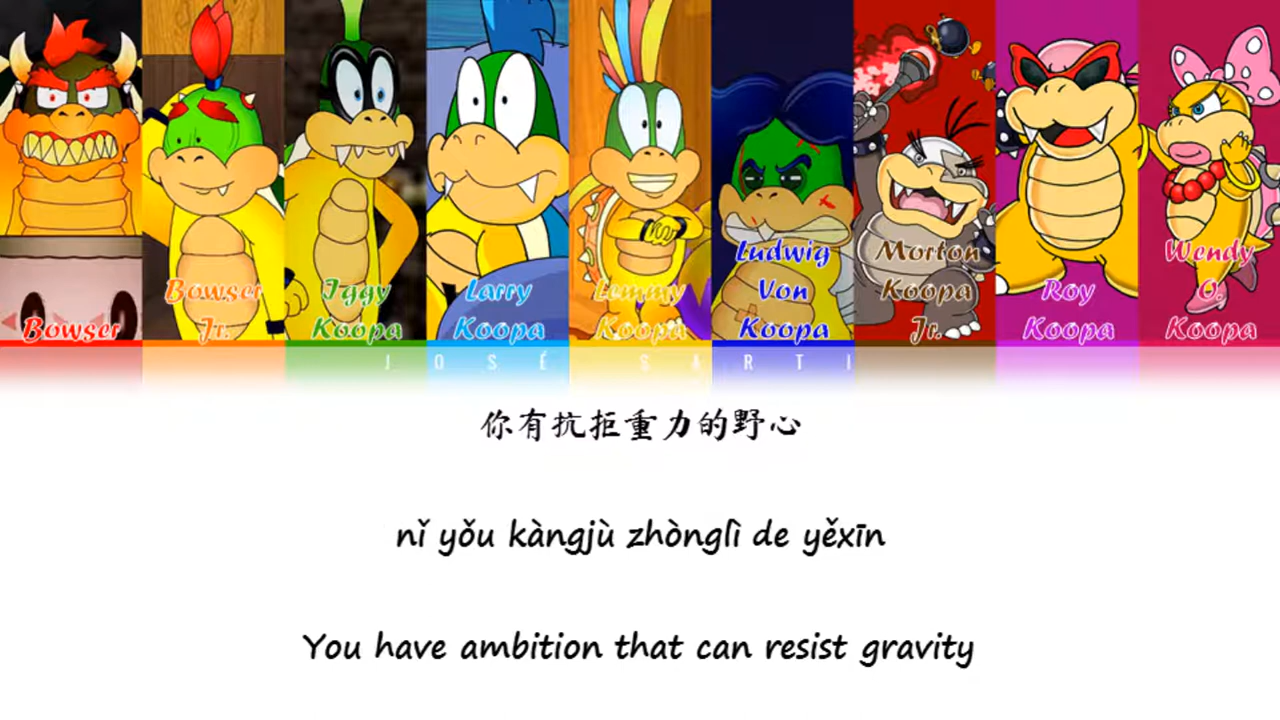 Bowser
Bowser
Jr.
Iggy
Koopa
Larry
Koopa
Lemmy
Koopa
Ludwig
Von
Koopa
Morton
Koopa
Jr.
Roy
Koopa
Wendy
O.
Koopa
JOSÉ SARTI
你有抗拒重力的野心
nǐ yǒu kàngjù zhònglì de yěxīn
You have ambition that can resist gravity